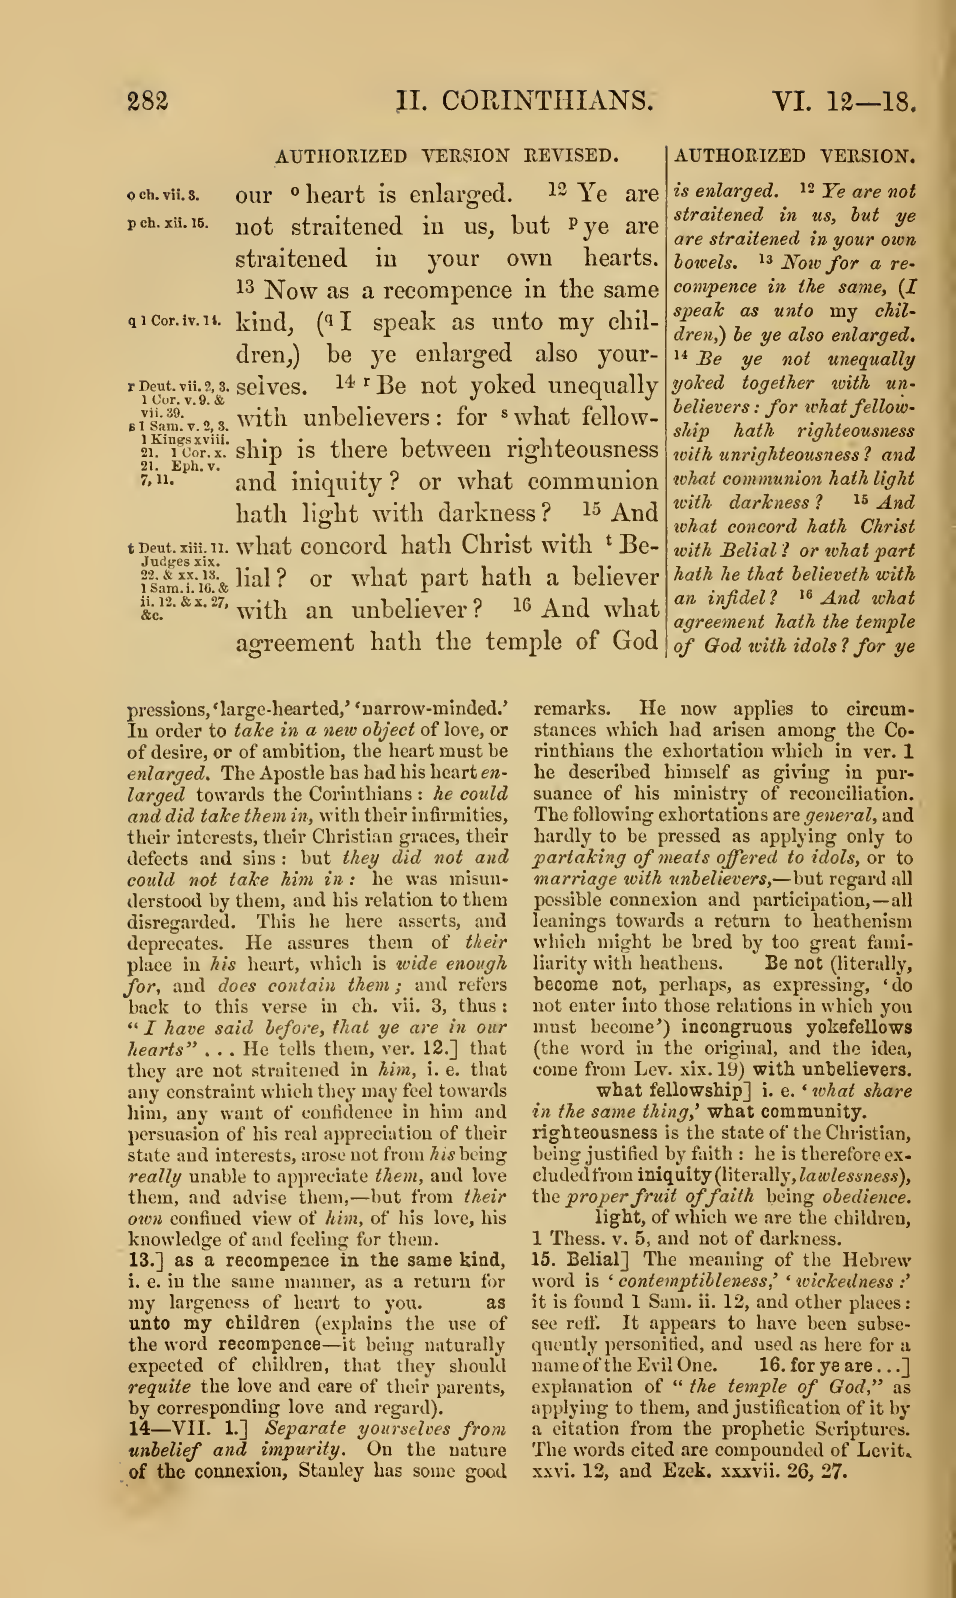 282 II. CORINTHIANS. VI. 12—18.
AUTHORIZED VERSION REVISED.
o ch. vii. 3.
p ch. xii. 15.
q 1 Cor. iv. 14.
r Deut. vii. 2, 3.
1 Cor. v. 9. &
vii. 39.
s 1 Sam. v. 2, 3.
1 Kings xviii.
21. 1 Cor. x.
21. Eph. v.
7, 11.
t Deut. xiii. 11.
Judges xix.
22. & xx. 13.
1 Sam. i. 16. &
ii. 12. & x. 27,
&c.
our o heart is enlarged. 12 Ye are
not straitened in us, but p ye are
straitened in your own hearts.
13 Now as a recompence in the same
kind, (q I speak as unto my chil-
dren,) be ye enlarged also your-
selves. 14 r Be not yoked unequally
with unbelievers: for s what fellow-
ship is there between righteousness
and iniquity? or what communion
hath light with darkness? 15 And
what concord hath Christ with t Be-
lial? or what part hath a believer
with an unbeliever? 16 And what
agreement hath the temple of God
AUTHORIZED VERSION.
is enlarged. 12 Ye are not
straitened in us, but ye
are straitened in your own
bowels. 13 Now for a re-
compence in the same, (I
speak as unto my chil-
dren,) be ye also enlarged.
14 Be ye not unequally
yoked together with un-
believers: for what fellow-
ship hath righteousness
with unrighteousness? and
what communion hath light
with darkness? 15 And
what concord hath Christ
with Belial? or what part
hath he that believeth with
an infidel? 16 And what
agreement hath the temple
of God with idols? for ye
pressions, ‘large-hearted,’ ‘narrow-minded.’
In order to take in a new object of love, or
of desire, or of ambition, the heart must be
enlarged. The Apostle has had his heart en-
larged towards the Corinthians: he could
and did take them in, with their infirmities,
their interests, their Christian graces, their
defects and sins: but they did not and
could not take him in: he was misun-
derstood by them, and his relation to them
disregarded. This he here asserts, and
deprecates. He assures them of their
place in his heart, which is wide enough
for, and does contain them; and refers
back to this verse in ch. vii. 3, thus:
“I have said before, that ye are in our
hearts” . . . He tells them, ver. 12.] that
they are not straitened in him, i. e. that
any constraint which they may feel towards
him, any want of confidence in him and
persuasion of his real appreciation of their
state and interests, arose not from his being
really unable to appreciate them, and love
them, and advise them,—but from their
own confined view of him, of his love, his
knowledge of and feeling for them.
13.] as a recompence in the same kind,
i. e. in the same manner, as a return for
my largeness of heart to you. as
unto my children (explains the use of
the word recompence—it being naturally
expected of children, that they should
requite the love and care of their parents,
by corresponding love and regard).
14—VII. 1.] Separate yourselves from
unbelief and impurity. On the nature
of the connexion, Stanley has some good
remarks. He now applies to circum-
stances which had arisen among the Co-
rinthians the exhortation which in ver. 1
he described himself as giving in pur-
suance of his ministry of reconciliation.
The following exhortations are general, and
hardly to be pressed as applying only to
partaking of meats offered to idols, or to
marriage with unbelievers,—but regard all
possible connexion and participation,—all
leanings towards a return to heathenism
which might be bred by too great fami-
liarity with heathens. Be not (literally,
become not, perhaps, as expressing, ‘do
not enter into those relations in which you
must become’) incongruous yokefellows
(the word in the original, and the idea,
come from Lev. xix. 19) with unbelievers.
what fellowship] i. e. ‘what share
in the same thing,’ what community.
righteousness is the state of the Christian,
being justified by faith: he is therefore ex-
cluded from iniquity (literally, lawlessness),
the proper fruit of faith being obedience.
light, of which we are the children,
1 Thess. v. 5, and not of darkness.
15. Belial] The meaning of the Hebrew
word is ‘contemptibleness,’ ‘wickedness:’
it is found 1 Sam. ii. 12, and other places:
see reff. It appears to have been subse-
quently personified, and used as here for a
name of the Evil One. 16. for ye are . . .]
explanation of “the temple of God,” as
applying to them, and justification of it by
a citation from the prophetic Scriptures.
The words cited are compounded of Levit.
xxvi. 12, and Ezek. xxxvii. 26, 27.